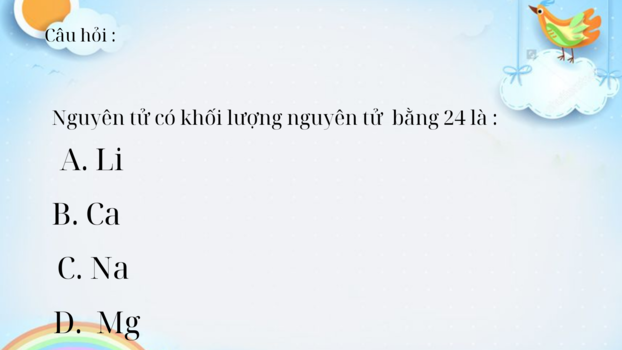 Câu hỏi :
Nguyên tử có khối lượng nguyên tử bằng 24 là :
A. Li
B. Ca
C. Na
D. Mg